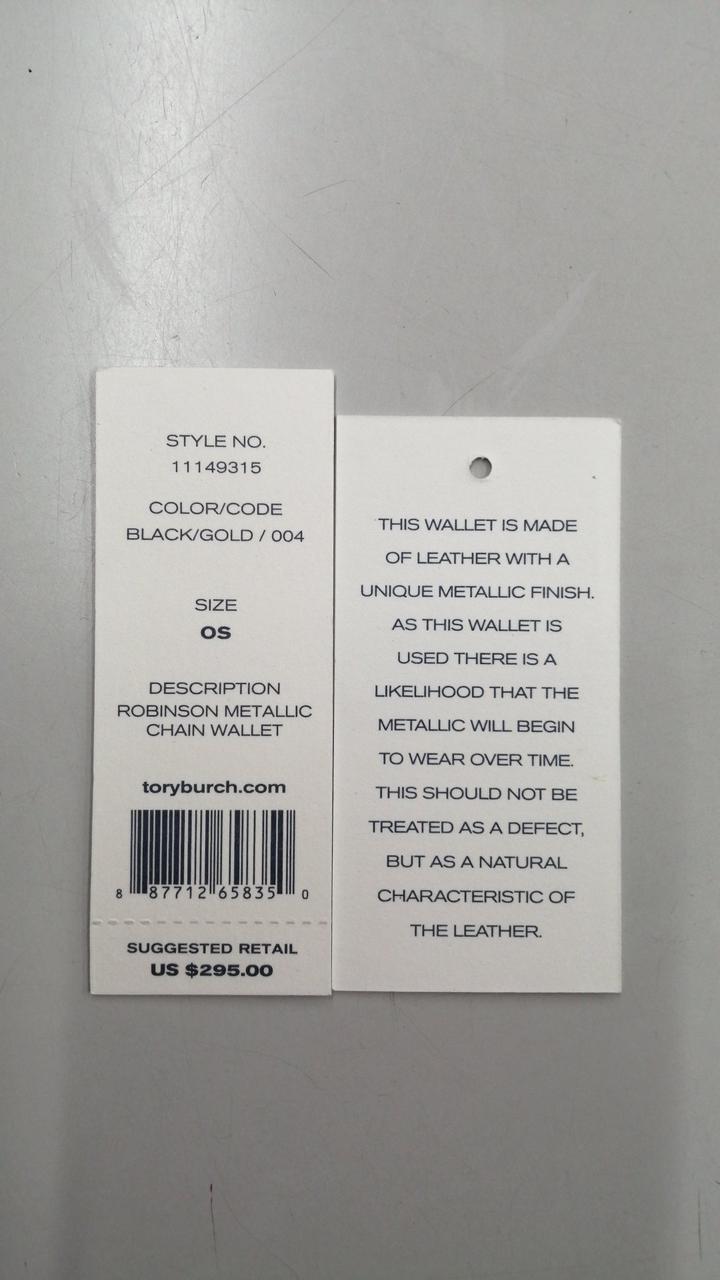 STYLE NO.
11149315
COLOR/CODE
BLACK/GOLD / 004
SIZE
OS
DESCRIPTION
ROBINSON METALLIC
CHAIN WALLET
toryburch.com
8 87712 65835 0
SUGGESTED RETAIL
US $295.00
THIS WALLET IS MADE
OF LEATHER WITH A
UNIQUE METALLIC FINISH.
AS THIS WALLET IS
USED THERE IS A
LIKELIHOOD THAT THE
METALLIC WILL BEGIN
TO WEAR OVER TIME.
THIS SHOULD NOT BE
TREATED AS A DEFECT,
BUT AS A NATURAL
CHARACTERISTIC OF
THE LEATHER.